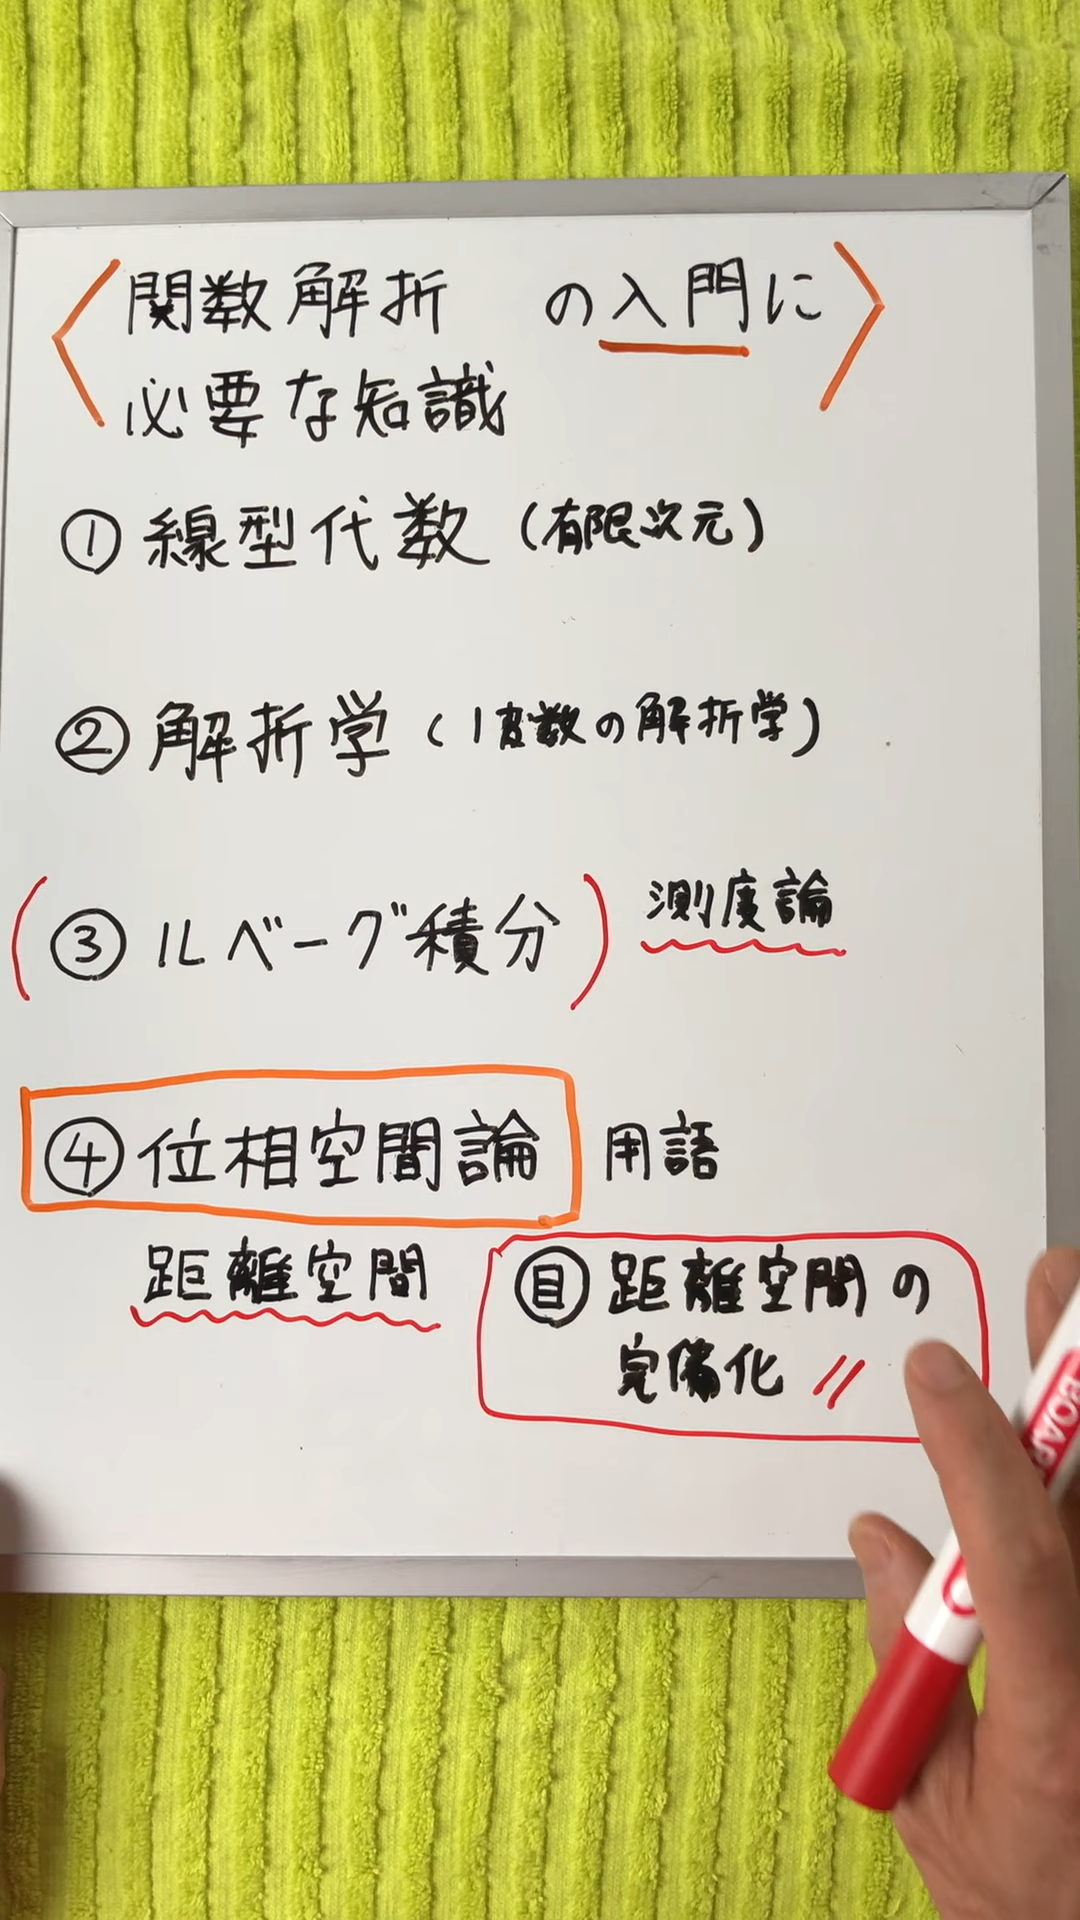 〈関数解析 の入門に〉
必要な知識
① 線型代数 (有限次元)
② 解析学 (1変数の解析学)
(③ ルベーグ積分) 測度論
④ 位相空間論 用語
距離空間
目 距離空間の
完備化 //
BOAR